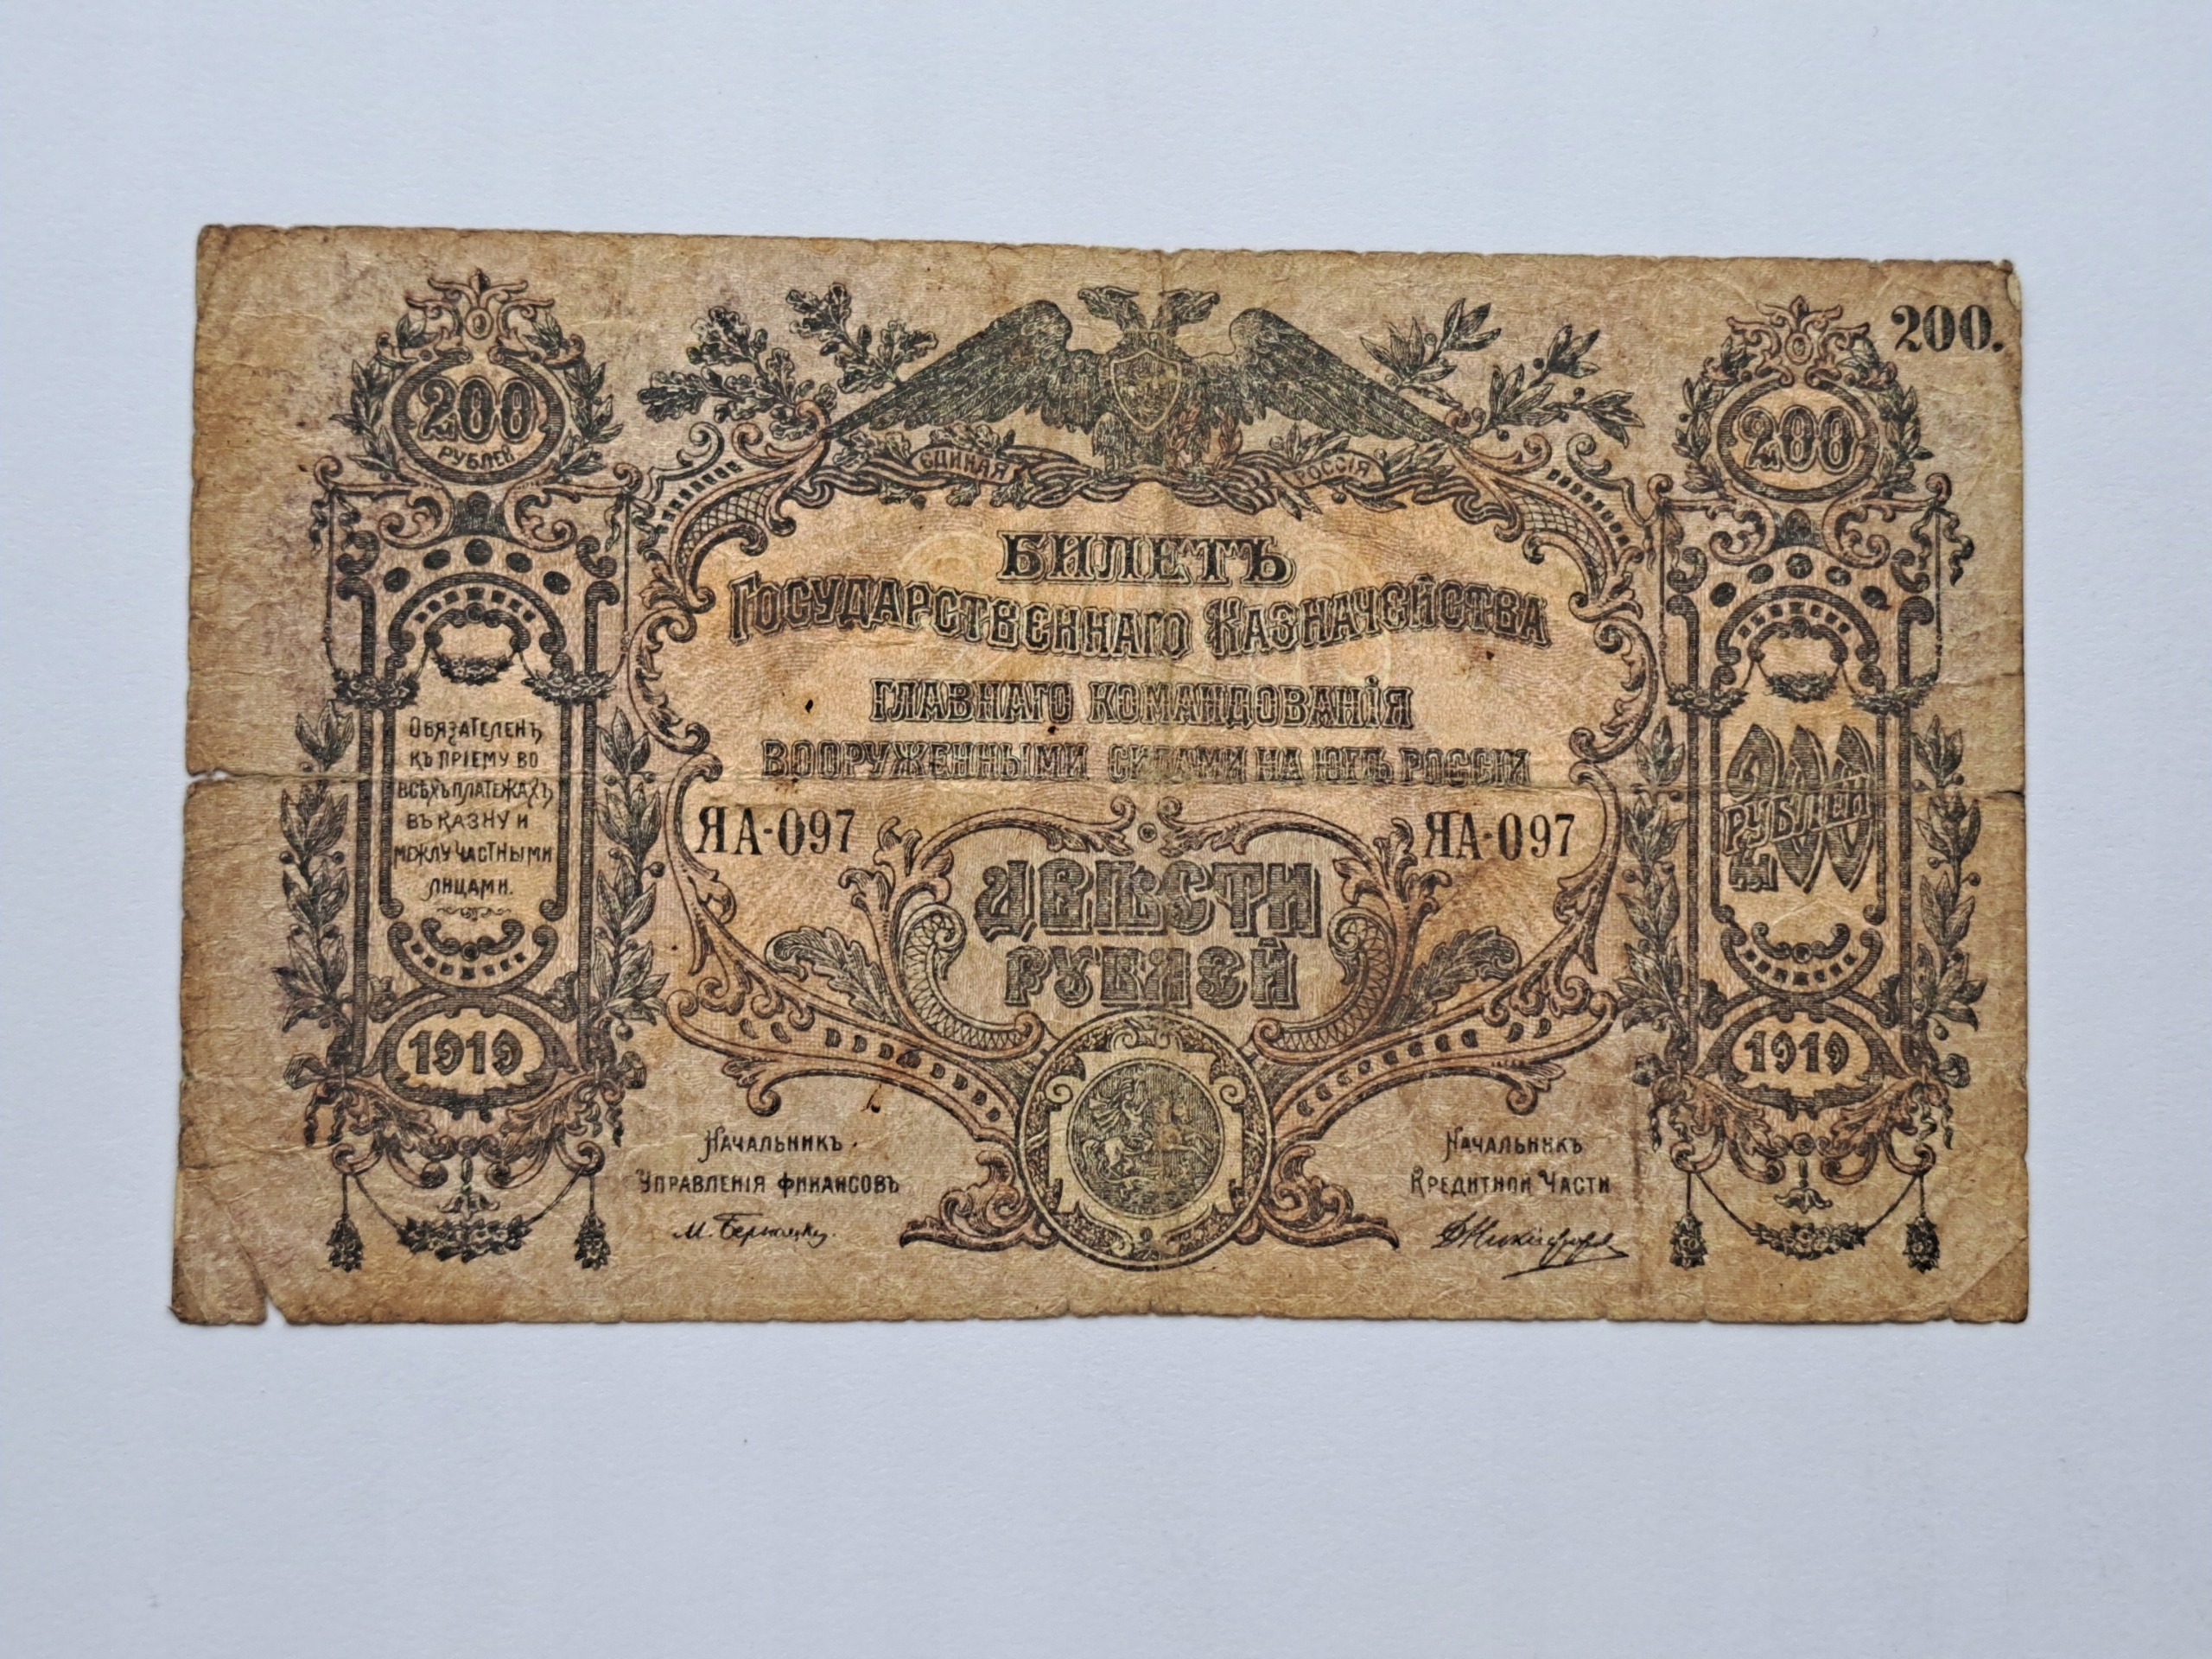 200.
200
РУБЛЕЙ
200
ЕДИНАЯ РОССІЯ
БИЛЕТЪ
ГОСУДАРСТВЕННАГО КАЗНАЧЕЙСТВА
ГЛАВНАГО КОМАНДОВАНІЯ
ВООРУЖЕННЫМИ СИЛАМИ НА ЮГѢ РОССІИ
ОБЯЗАТЕЛЕНЪ
КЪ ПРІЕМУ ВО
ВСѢХЪ ПЛАТЕЖАХЪ
ВЪ КАЗНУ И
МЕЖДУ ЧАСТНЫМИ
ЛИЦАМИ.
ЯА-097
ЯА-097
200
РУБЛЕЙ
ДВѢСТИ
РУБЛЕЙ
1919
1919
НАЧАЛЬНИКЪ
УПРАВЛЕНІЯ ФИНАНСОВЪ
НАЧАЛЬНИКЪ
КРЕДИТНОЙ ЧАСТИ